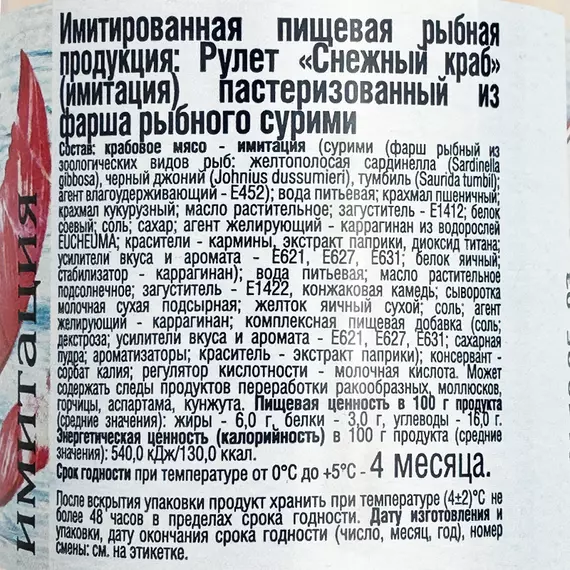 Имитированная пищевая рыбная
продукция: Рулет «Снежный краб»
(имитация) пастеризованный из
фарша рыбного сурими
Состав: крабовое мясо - имитация (сурими (фарш рыбный из
зоологических видов рыб: желтополосая сардинелла (Sardinella
gibbosa), черный джоний (Johnius dussumieri), тумбиль (Saurida tumbil);
агент влагоудерживающий - Е452); вода питьевая; крахмал пшеничный;
крахмал кукурузный; масло растительное; загуститель - Е1412; белок
соевый; соль; сахар; агент желирующий - каррагинан из водорослей
EUCHEUMA; красители - кармины, экстракт паприки, диоксид титана;
усилители вкуса и аромата - Е621, Е627, Е631; белок яичный;
стабилизатор - каррагинан); вода питьевая; масло растительное
подсолнечное; загуститель - Е1422, конжаковая камедь; сыворотка
молочная сухая подсырная; желток яичный сухой; соль; агент
желирующий - каррагинан; комплексная пищевая добавка (соль;
декстроза; усилители вкуса и аромата - Е621, Е627, Е631; сахарная
пудра; ароматизаторы; краситель - экстракт паприки); консервант -
сорбат калия; регулятор кислотности - молочная кислота. Может
содержать следы продуктов переработки ракообразных, моллюсков,
горчицы, аспартама, кунжута. Пищевая ценность в 100 г продукта
(средние значения): жиры - 6,0 г, белки - 3,0 г, углеводы - 16,0 г.
Энергетическая ценность (калорийность) в 100 г продукта (средние
значения): 540,0 кДж/130,0 ккал.
Срок годности при температуре от 0°С до +5°С - 4 месяца.
После вскрытия упаковки продукт хранить при температуре (4±2)°С не
более 48 часов в пределах срока годности. Дату изготовления и
упаковки, дату окончания срока годности (число, месяц, год), номер
смены: см. на этикетке.
имитация